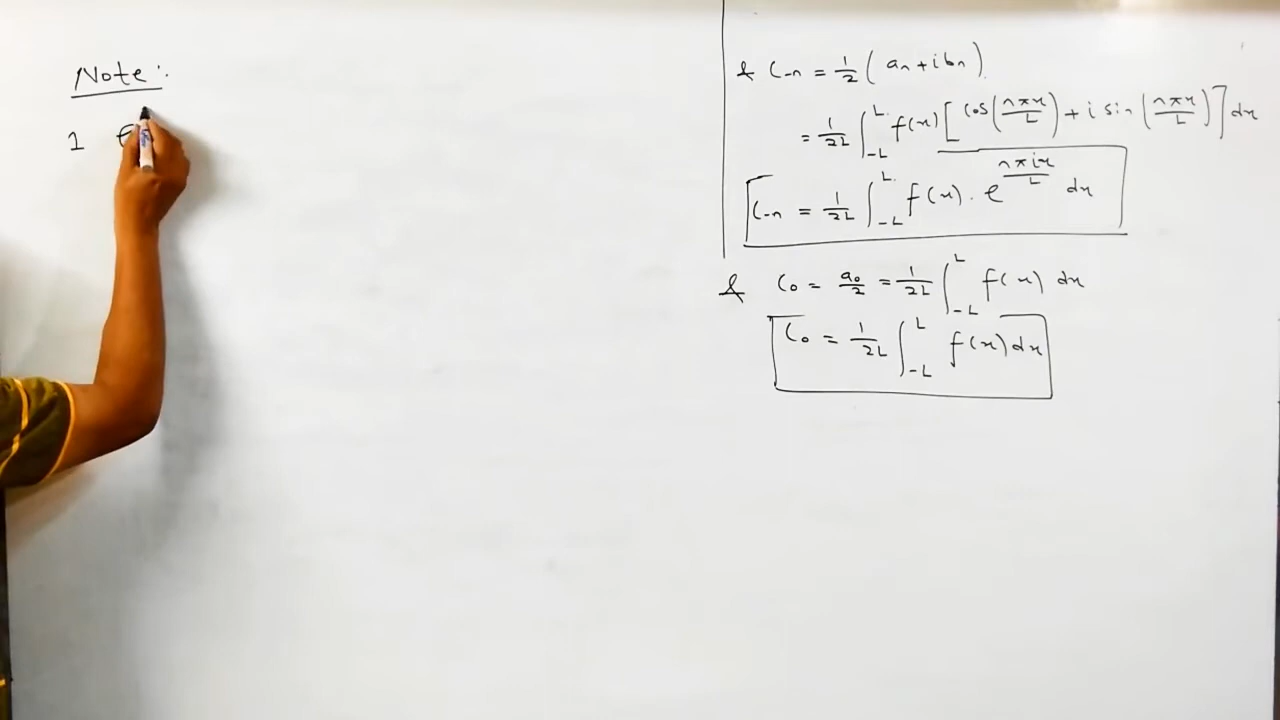 Note:
1 e
& C-n = 1/2 ( an + ibn )
= 1/2L ∫_-L^L f(x) [ cos(nπx/L) + i sin(nπx/L) ] dx
C-n = 1/2L ∫_-L^L f(x) . e^(nπix/L) dx
& C0 = a0/2 = 1/2L ∫_-L^L f(x) dx
C0 = 1/2L ∫_-L^L f(x) dx